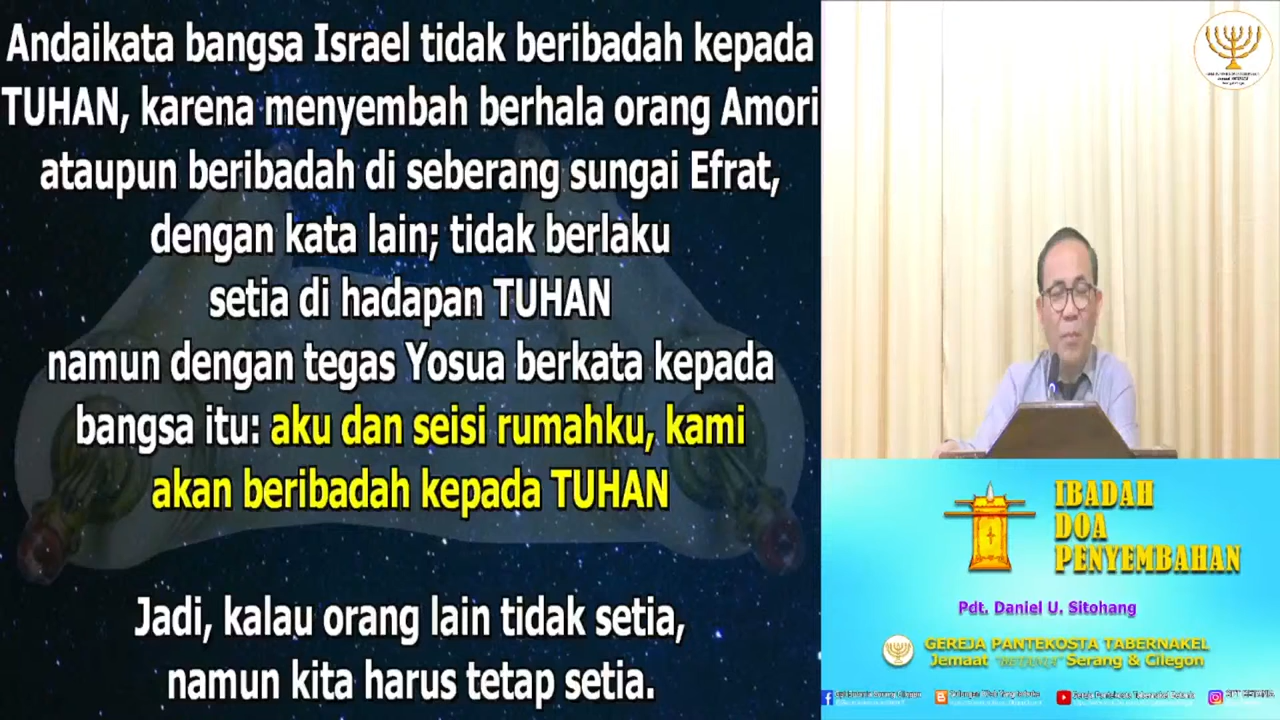 Andaikata bangsa Israel tidak beribadah kepada
TUHAN, karena menyembah berhala orang Amori
ataupun beribadah di seberang sungai Efrat,
dengan kata lain; tidak berlaku
setia di hadapan TUHAN
namun dengan tegas Yosua berkata kepada
bangsa itu: aku dan seisi rumahku, kami
akan beribadah kepada TUHAN
Jadi, kalau orang lain tidak setia,
namun kita harus tetap setia.
IBADAH
DOA
PENYEMBAHAN
Pdt. Daniel U. Sitohang
GEREJA PANTEKOSTA TABERNAKEL
Jemaat "BETANIA" Serang & Cilegon